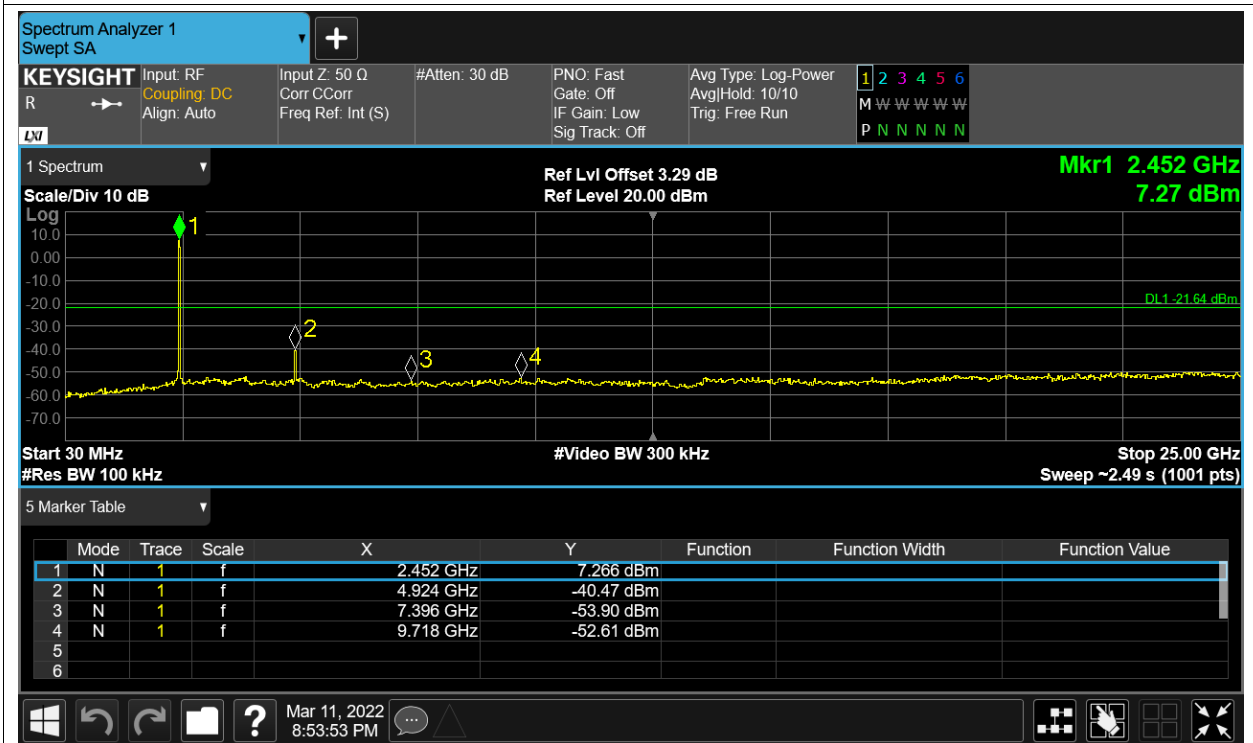 Spectrum Analyzer 1
Swept SA
KEYSIGHT
R
LXI
Input: RF
Coupling: DC
Align: Auto
Input Z: 50 Ω
Corr CCorr
Freq Ref: Int (S)
#Atten: 30 dB
PNO: Fast
Gate: Off
IF Gain: Low
Sig Track: Off
Avg Type: Log-Power
Avg|Hold: 10/10
Trig: Free Run
1 2 3 4 5 6
M W W W W W
P N N N N N
1 Spectrum
Scale/Div 10 dB
Ref Lvl Offset 3.29 dB
Ref Level 20.00 dBm
Mkr1 2.452 GHz
7.27 dBm
Log
10.0
0.00
-10.0
-20.0
-30.0
-40.0
-50.0
-60.0
-70.0
1
2
3
4
DL1 -21.64 dBm
Start 30 MHz
#Video BW 300 kHz
Stop 25.00 GHz
#Res BW 100 kHz
Sweep ~2.49 s (1001 pts)
5 Marker Table
Mode Trace Scale X Y Function Function Width Function Value
1 N 1 f 2.452 GHz 7.266 dBm
2 N 1 f 4.924 GHz -40.47 dBm
3 N 1 f 7.396 GHz -53.90 dBm
4 N 1 f 9.718 GHz -52.61 dBm
5
6
?
Mar 11, 2022
8:53:53 PM